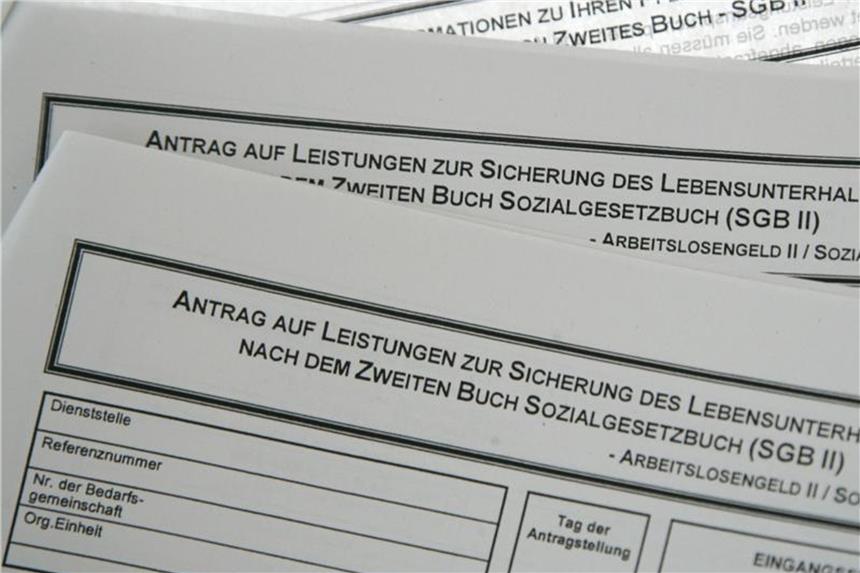 MATIONEN ZU IHREN P
ZWEITES BUCH - SGB II
ANTRAG AUF LEISTUNGEN ZUR SICHERUNG DES LEBENSUNTERHAL
DEM ZWEITEN BUCH SOZIALGESETZBUCH (SGB II)
- ARBEITSLOSENGELD II / SOZIA
ANTRAG AUF LEISTUNGEN ZUR SICHERUNG DES LEBENSUNTERH
NACH DEM ZWEITEN BUCH SOZIALGESETZBUCH (SGB II)
- ARBEITSLOSENGELD II / SO
Dienststelle
Referenznummer
Nr. der Bedarfs-
gemeinschaft
Org.Einheit
Tag der
Antragstellung
EINGANGS